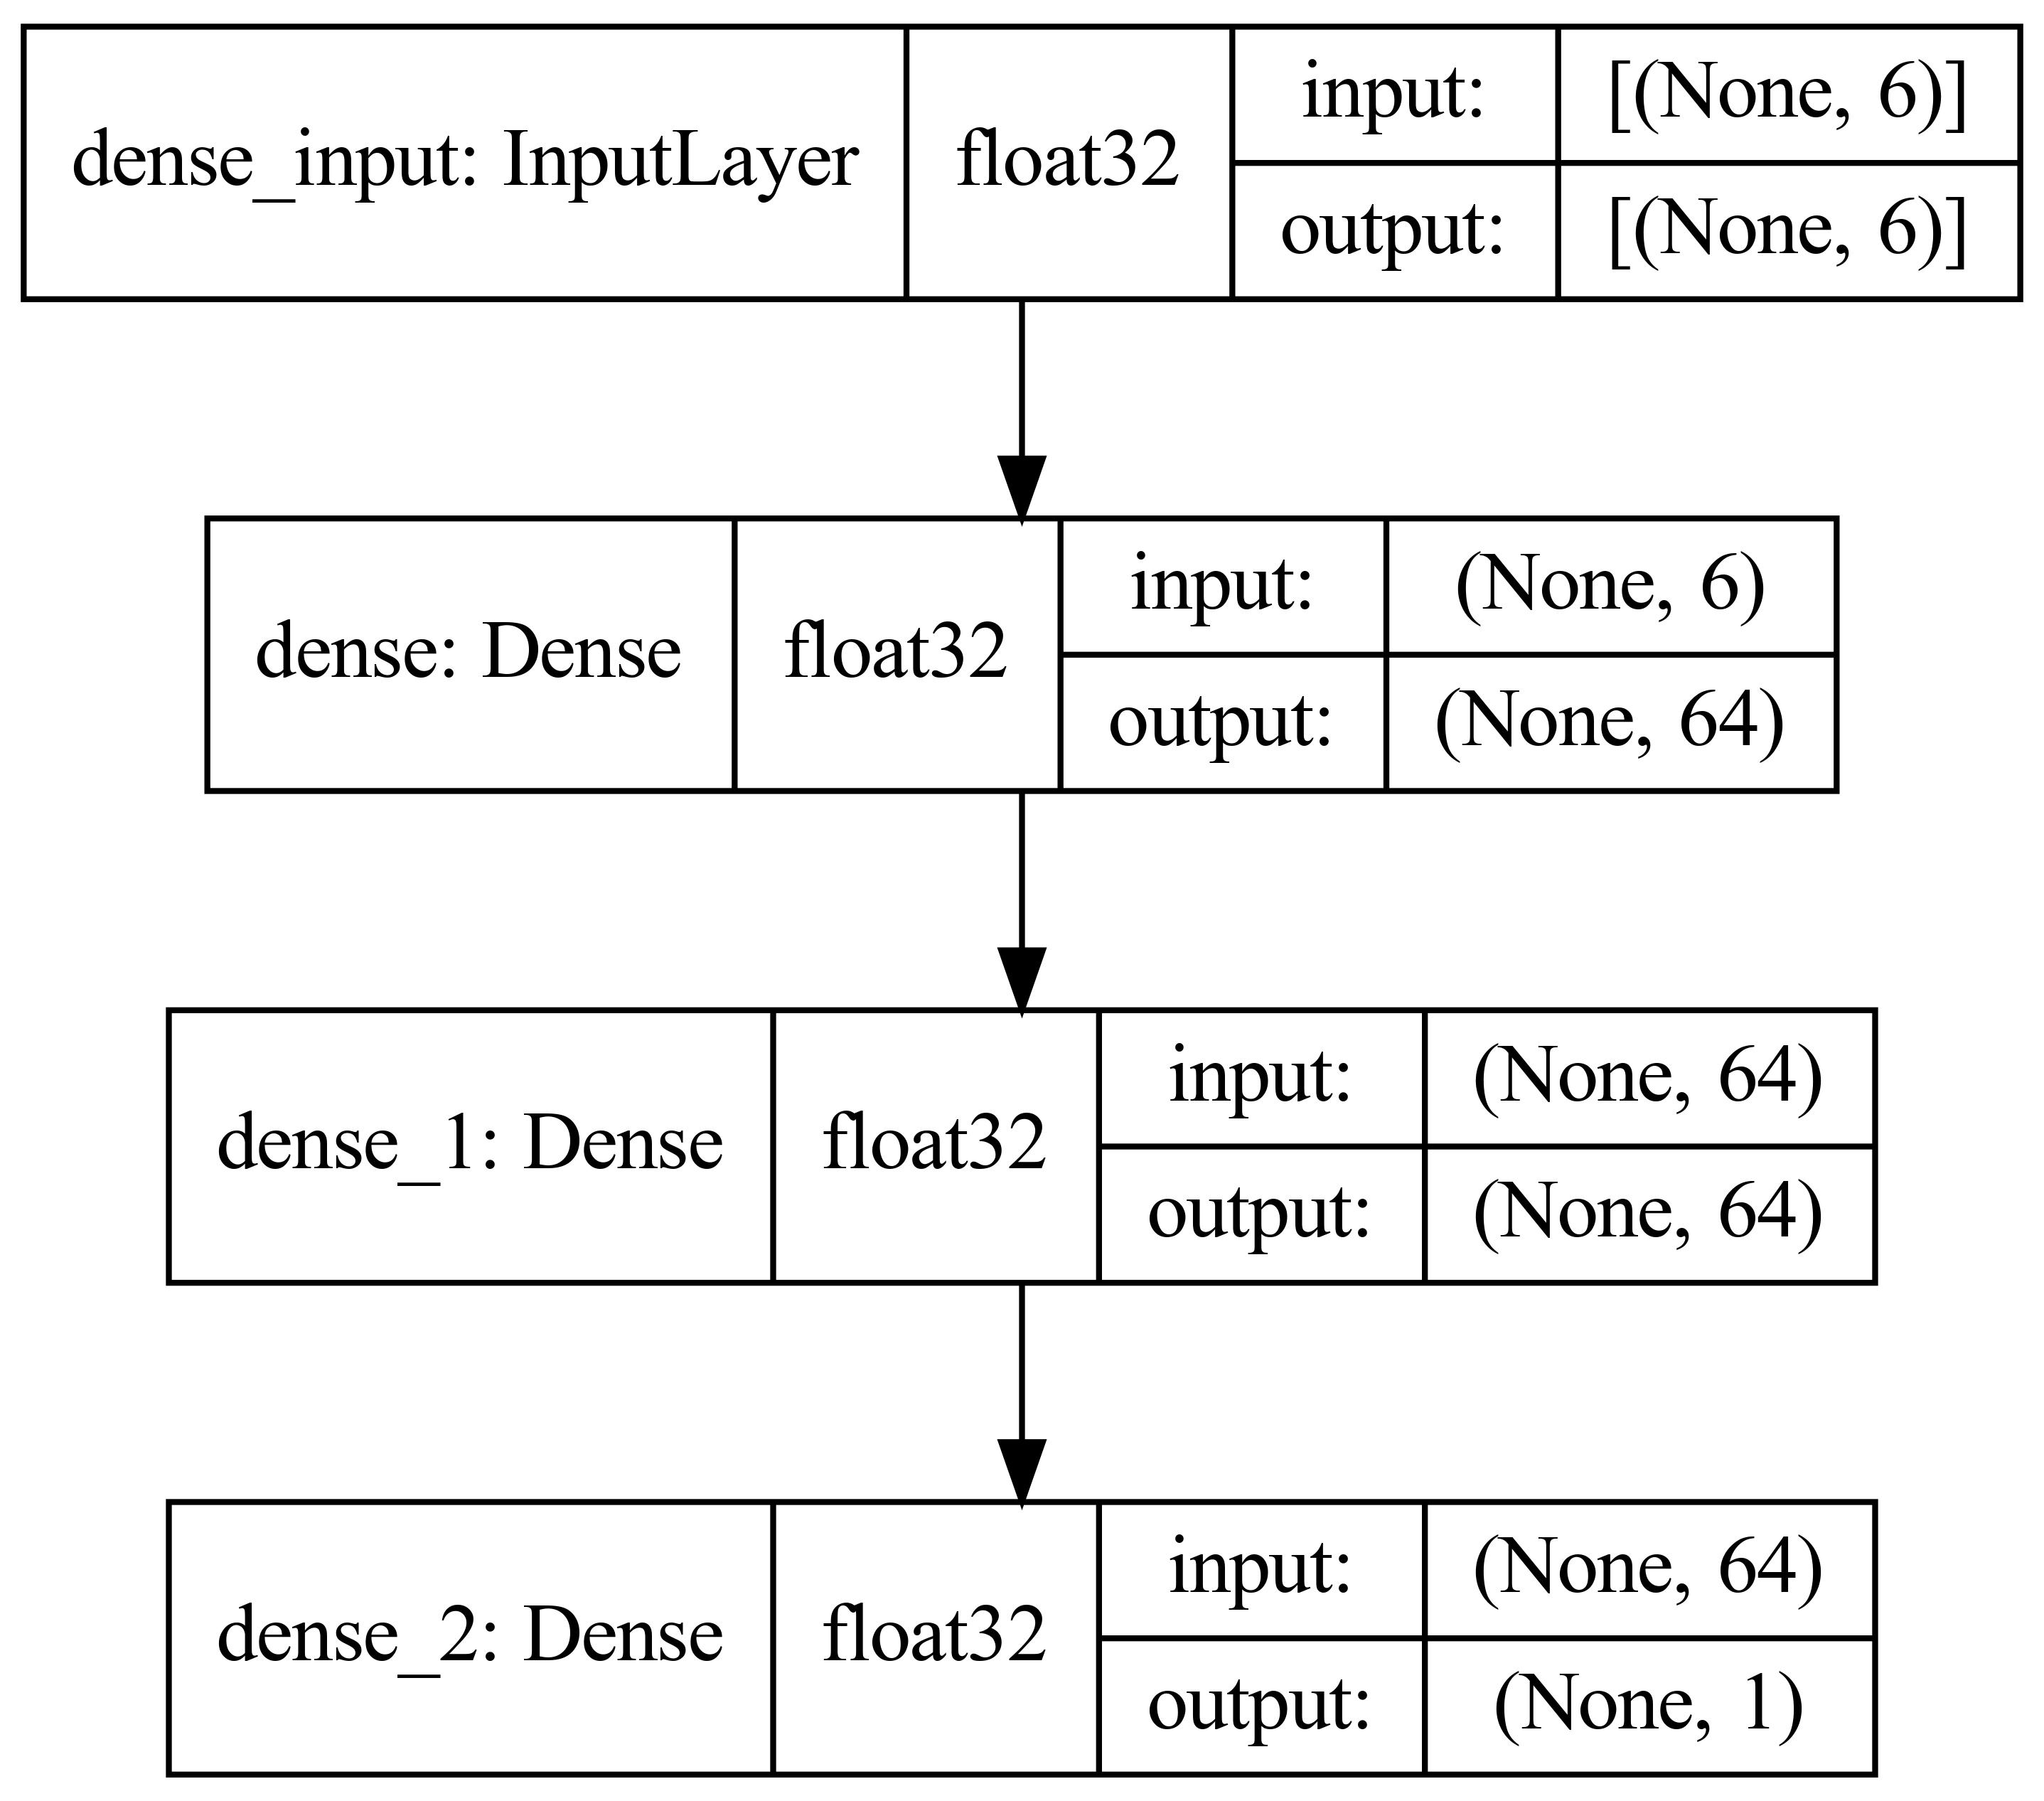 dense_input: InputLayer
float32
input:
[(None, 6)]
output:
[(None, 6)]
dense: Dense
float32
input:
(None, 6)
output:
(None, 64)
dense_1: Dense
float32
input:
(None, 64)
output:
(None, 64)
dense_2: Dense
float32
input:
(None, 64)
output:
(None, 1)